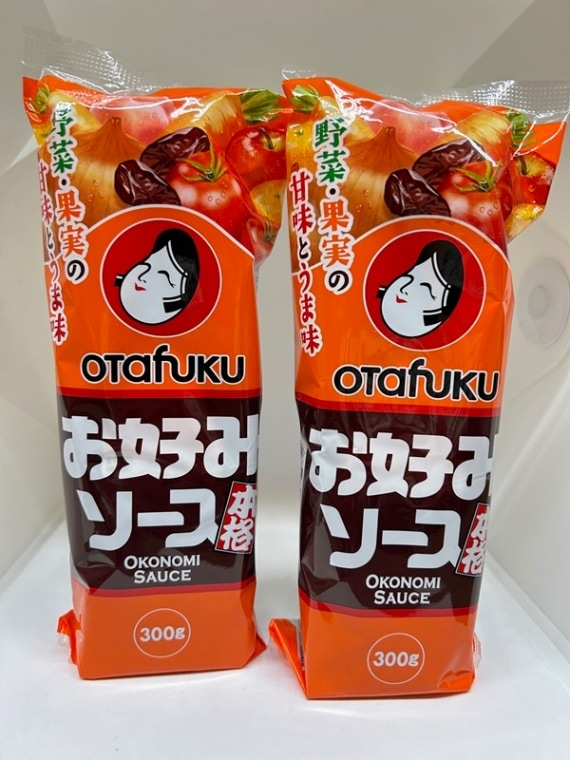 野菜・果実の
甘味とうま味
OTAFUKU
お好み
ソース
本格
OKONOMI
SAUCE
300g
野菜・果実の
甘味とうま味
OTAFUKU
お好み
ソース
本格
OKONOMI
SAUCE
300g